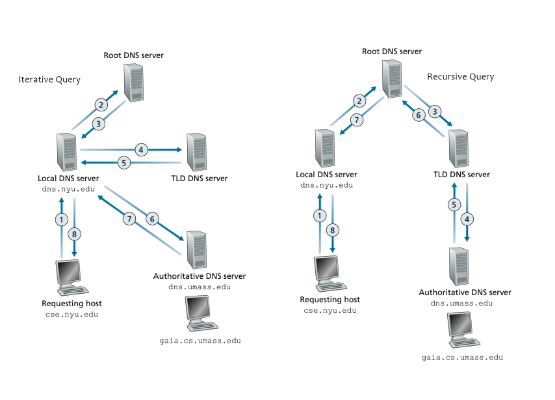 Root DNS server
Iterative Query
2
3
4
5
Local DNS server
dns.nyu.edu
TLD DNS server
1
8
7
6
Authoritative DNS server
dns.umass.edu
Requesting host
cse.nyu.edu
gaia.cs.umass.edu
Root DNS server
Recursive Query
2
7
3
6
Local DNS server
dns.nyu.edu
TLD DNS server
1
8
5
4
Authoritative DNS server
dns.umass.edu
Requesting host
cse.nyu.edu
gaia.cs.umass.edu